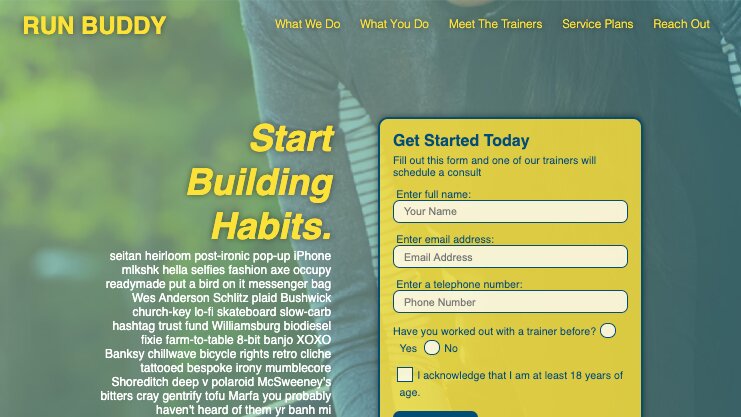 RUN BUDDY
What We Do What You Do Meet The Trainers Service Plans Reach Out
Start
Building
Habits.
seitan heirloom post-ironic pop-up iPhone
mlkshk hella selfies fashion axe occupy
readymade put a bird on it messenger bag
Wes Anderson Schlitz plaid Bushwick
church-key lo-fi skateboard slow-carb
hashtag trust fund Williamsburg biodiesel
fixie farm-to-table 8-bit banjo XOXO
Banksy chillwave bicycle rights retro cliche
tattooed bespoke irony mumblecore
Shoreditch deep v polaroid McSweeney's
bitters cray gentrify tofu Marfa you probably
haven't heard of them yr banh mi
Get Started Today
Fill out this form and one of our trainers will
schedule a consult
Enter full name:
Your Name
Enter email address:
Email Address
Enter a telephone number:
Phone Number
Have you worked out with a trainer before?
Yes No
I acknowledge that I am at least 18 years of
age.